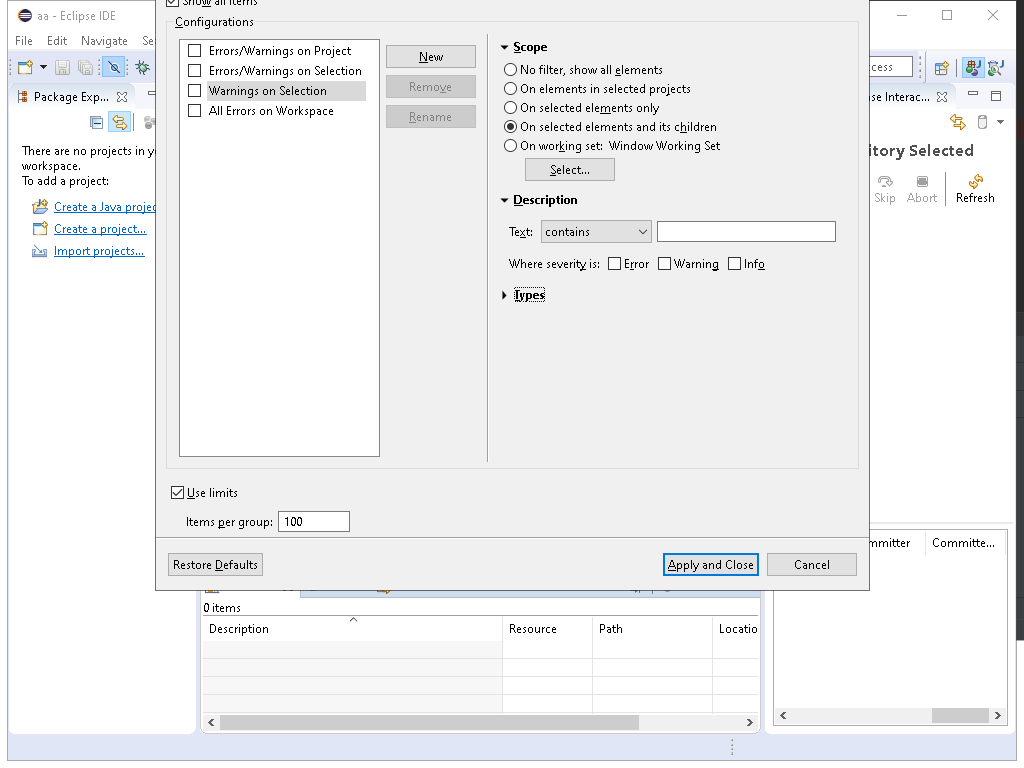 aa - Eclipse IDE
Show all items
File Edit Navigate Se
Configurations
Errors/Warnings on Project
Errors/Warnings on Selection
Warnings on Selection
All Errors on Workspace
New
Remove
Rename
Scope
No filter, show all elements
On elements in selected projects
On selected elements only
On selected elements and its children
On working set: Window Working Set
Select...
Description
Text: contains
Where severity is: Error Warning Info
Types
Use limits
Items per group: 100
Restore Defaults
Apply and Close
Cancel
Package Exp...
There are no projects in y
workspace.
To add a project:
Create a Java projec
Create a project...
Import projects...
cess
se Interac...
itory Selected
Skip Abort Refresh
mmitter Committe...
0 items
Description Resource Path Locatio